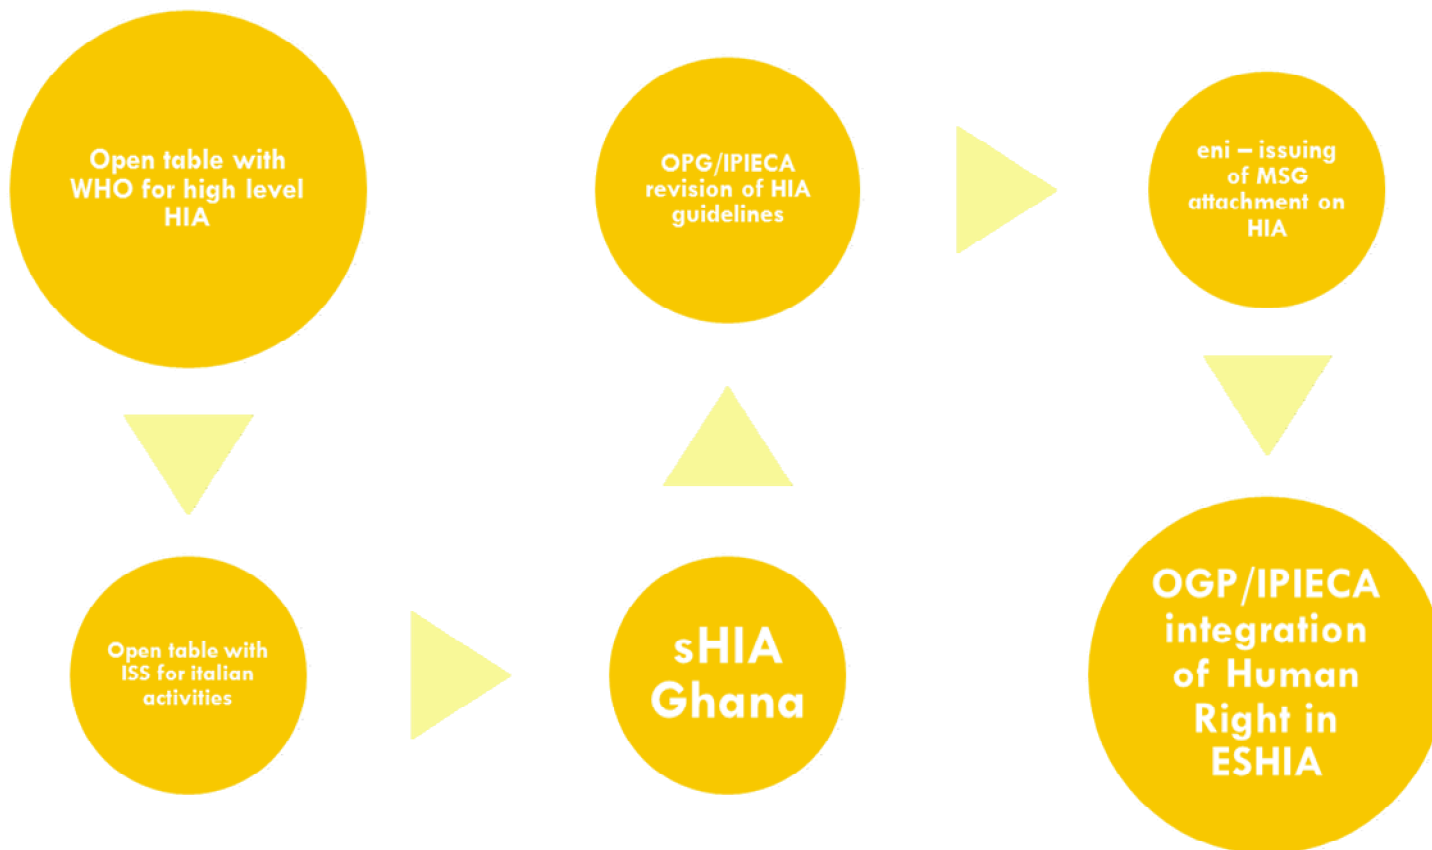 Open table with
WHO for high level
HIA
Open table with
ISS for italian
activities
sHIA
Ghana
OPG/IPIECA
revision of HIA
guidelines
eni – issuing
of MSG
attachment on
HIA
OGP/IPIECA
integration
of Human
Right in
ESHIA